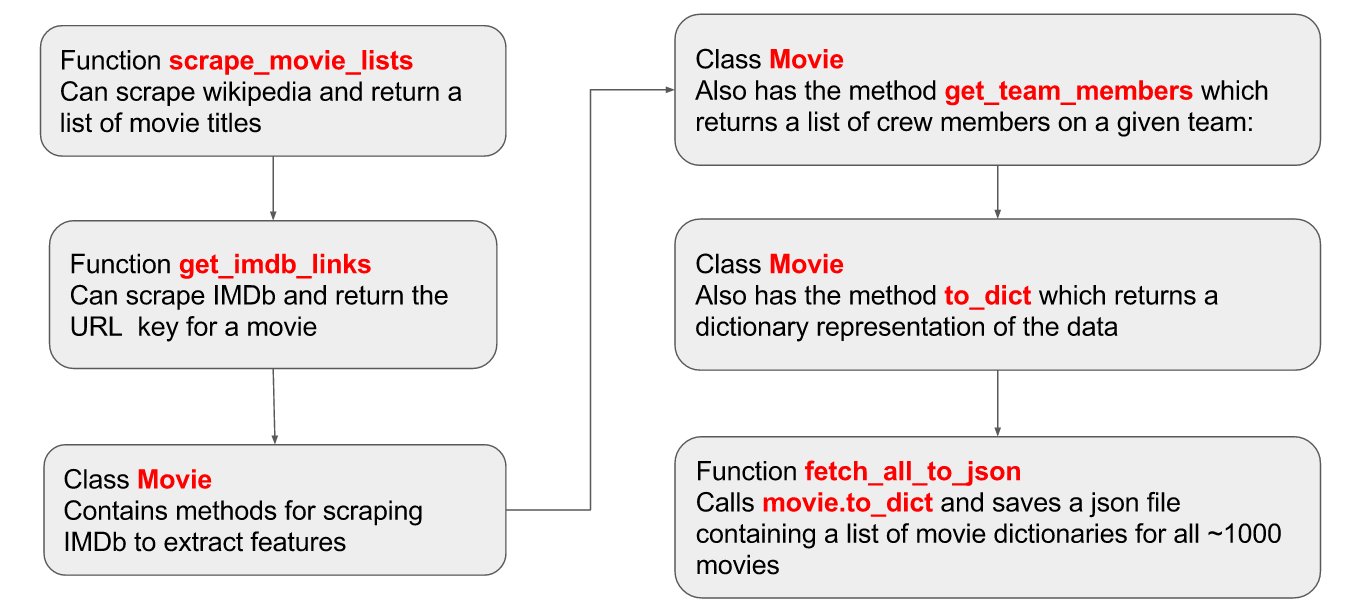 Function scrape_movie_lists
Can scrape wikipedia and return a
list of movie titles
Function get_imdb_links
Can scrape IMDb and return the
URL  key for a movie
Class Movie
Contains methods for scraping
IMDb to extract features
Class Movie
Also has the method get_team_members which
returns a list of crew members on a given team:
Class Movie
Also has the method to_dict which returns a
dictionary representation of the data
Function fetch_all_to_json
Calls movie.to_dict and saves a json file
containing a list of movie dictionaries for all ~1000
movies